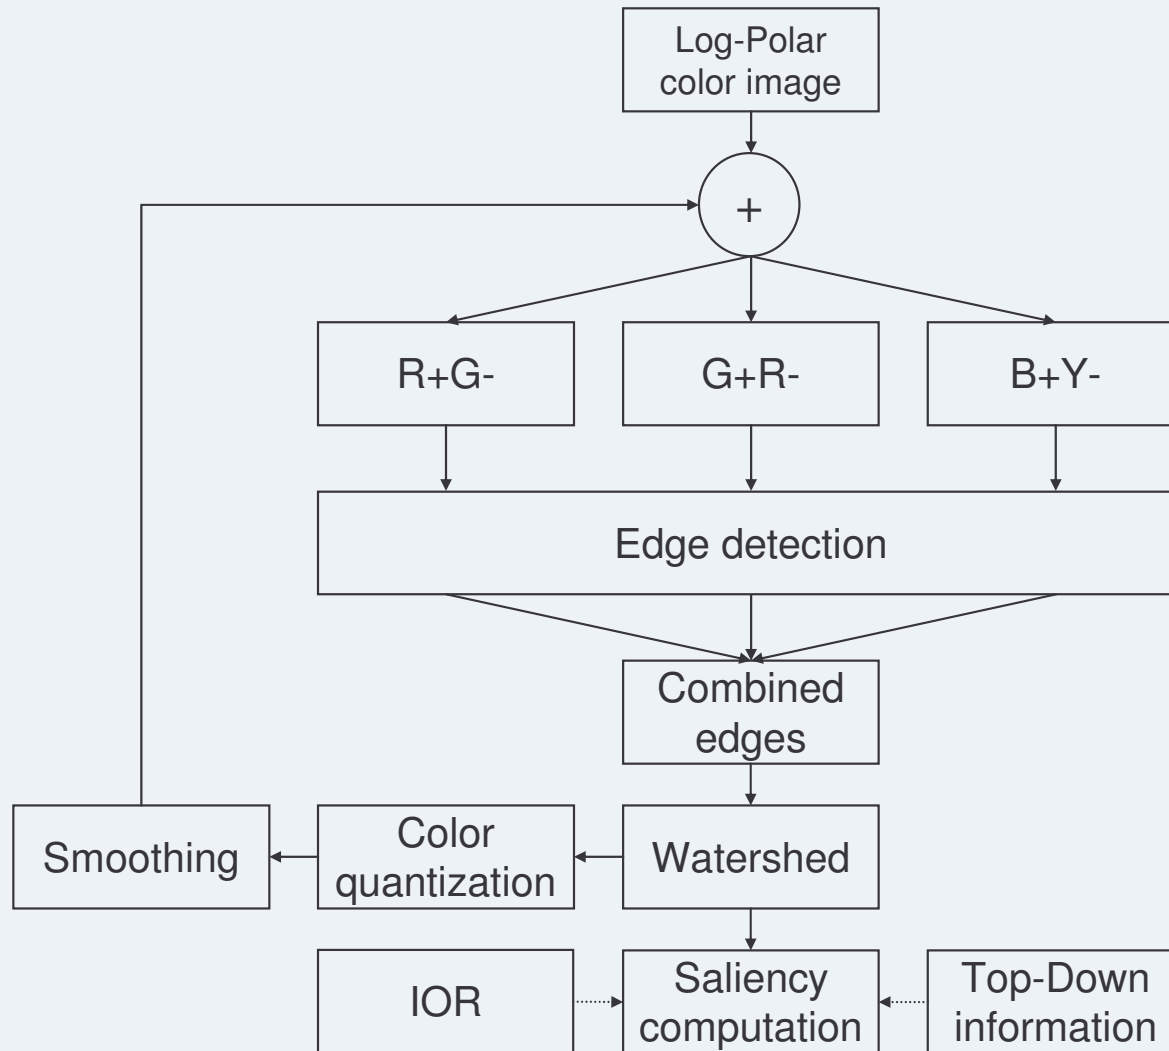 Log-Polar
color image
+
R+G-
G+R-
B+Y-
Edge detection
Combined
edges
Smoothing
Color
quantization
Watershed
IOR
Saliency
computation
Top-Down
information